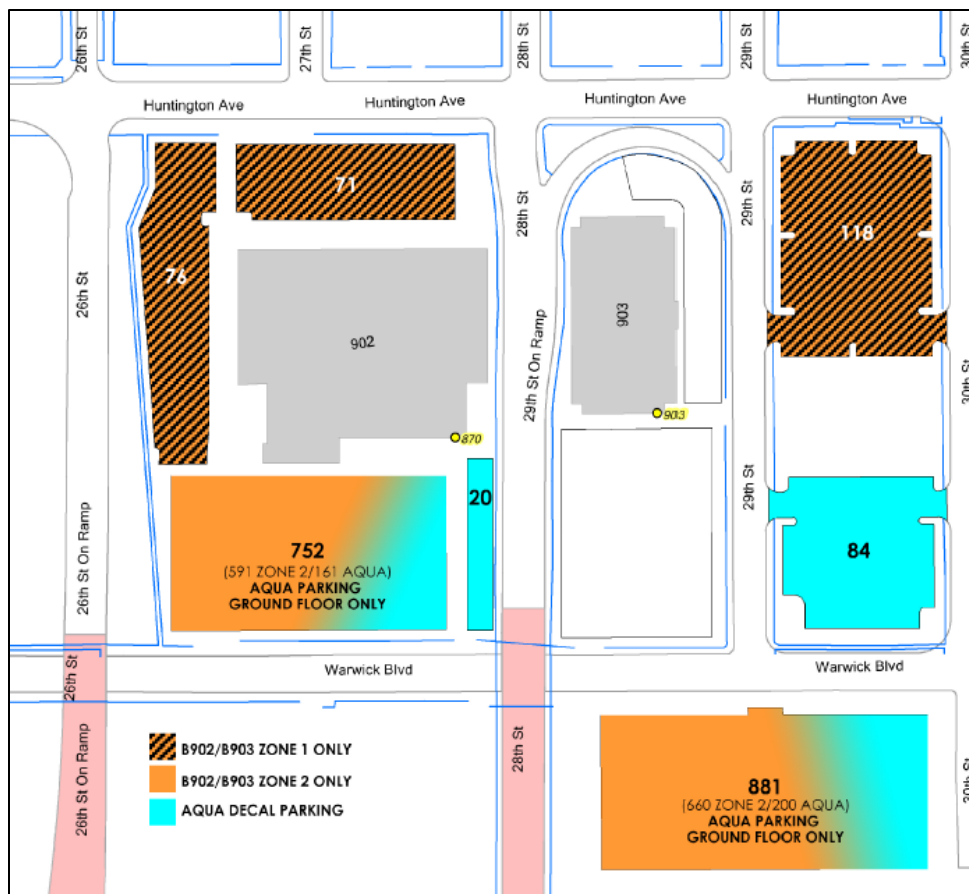 26th St
27th St
28th St
29th St
30th St
Huntington Ave
Huntington Ave
Huntington Ave
Huntington Ave
71
118
76
28th St
29th St
26th St
902
903
29th St On Ramp
30th St
870
903
20
29th St
84
26th St On Ramp
752
(591 ZONE 2/161 AQUA)
AQUA PARKING
GROUND FLOOR ONLY
26th St
Warwick Blvd
Warwick Blvd
26th St On Ramp
28th St
30th St
B902/B903 ZONE 1 ONLY
B902/B903 ZONE 2 ONLY
AQUA DECAL PARKING
881
(660 ZONE 2/200 AQUA)
AQUA PARKING
GROUND FLOOR ONLY